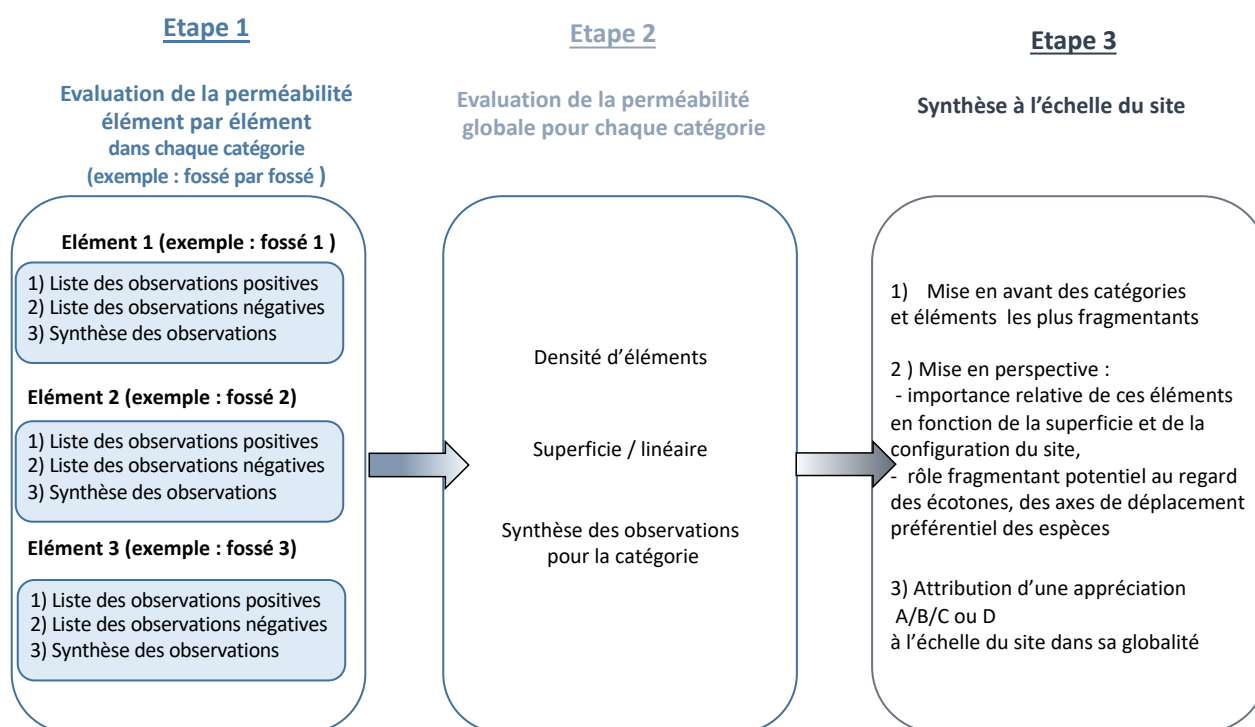 Etape 1
Evaluation de la perméabilité
élément par élément
dans chaque catégorie
(exemple : fossé par fossé )
Elément 1 (exemple : fossé 1 )
1) Liste des observations positives
2) Liste des observations négatives
3) Synthèse des observations
Elément 2 (exemple : fossé 2)
1) Liste des observations positives
2) Liste des observations négatives
3) Synthèse des observations
Elément 3 (exemple : fossé 3)
1) Liste des observations positives
2) Liste des observations négatives
3) Synthèse des observations
Etape 2
Evaluation de la perméabilité
globale pour chaque catégorie
Densité d’éléments
Superficie / linéaire
Synthèse des observations
pour la catégorie
Etape 3
Synthèse à l’échelle du site
1) Mise en avant des catégories
et éléments les plus fragmentants
2 ) Mise en perspective :
- importance relative de ces éléments
en fonction de la superficie et de la
configuration du site,
- rôle fragmentant potentiel au regard
des écotones, des axes de déplacement
préférentiel des espèces
3) Attribution d’une appréciation
A/B/C ou D
à l’échelle du site dans sa globalité